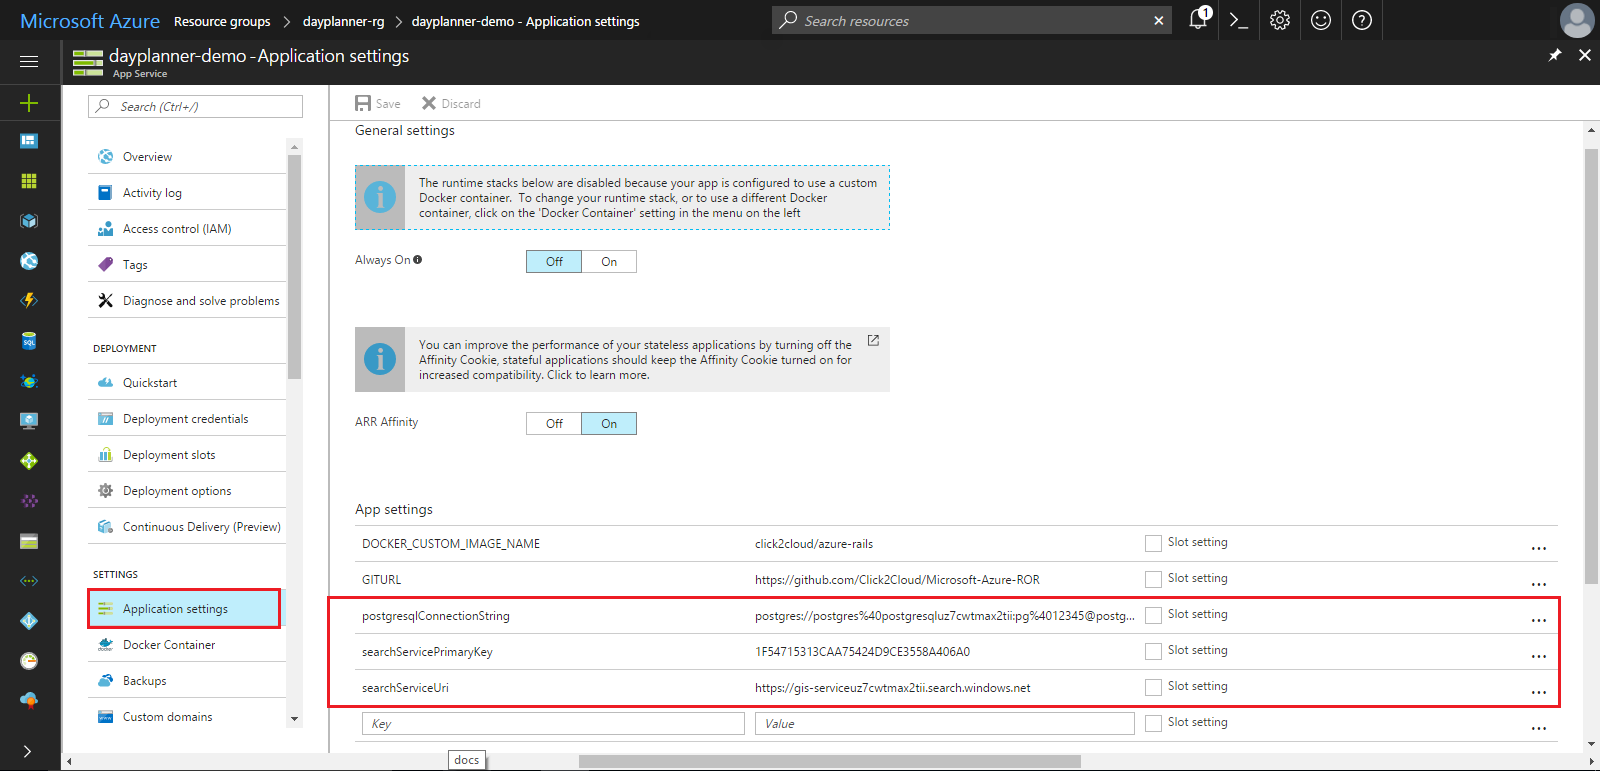 Microsoft Azure Resource groups > dayplanner-rg > dayplanner-demo - Application settings
Search resources
1
dayplanner-demo - Application settings
App Service
Search (Ctrl+/)
Overview
Activity log
Access control (IAM)
Tags
Diagnose and solve problems
DEPLOYMENT
Quickstart
Deployment credentials
Deployment slots
Deployment options
Continuous Delivery (Preview)
SETTINGS
Application settings
Docker Container
Backups
Custom domains
Save Discard
General settings
The runtime stacks below are disabled because your app is configured to use a custom
Docker container. To change your runtime stack, or to use a different Docker
container, click on the 'Docker Container' setting in the menu on the left
Always On Off On
You can improve the performance of your stateless applications by turning off the
Affinity Cookie, stateful applications should keep the Affinity Cookie turned on for
increased compatibility. Click to learn more.
ARR Affinity Off On
App settings
DOCKER_CUSTOM_IMAGE_NAME click2cloud/azure-rails Slot setting ...
GITURL https://github.com/Click2Cloud/Microsoft-Azure-ROR Slot setting ...
postgresqlConnectionString postgres://postgres%40postgresqluz7cwtmax2tii:pg%4012345@postg... Slot setting ...
searchServicePrimaryKey 1F54715313CAA75424D9CE3558A406A0 Slot setting ...
searchServiceUri https://gis-serviceuz7cwtmax2tii.search.windows.net Slot setting ...
Key Value Slot setting ...
docs